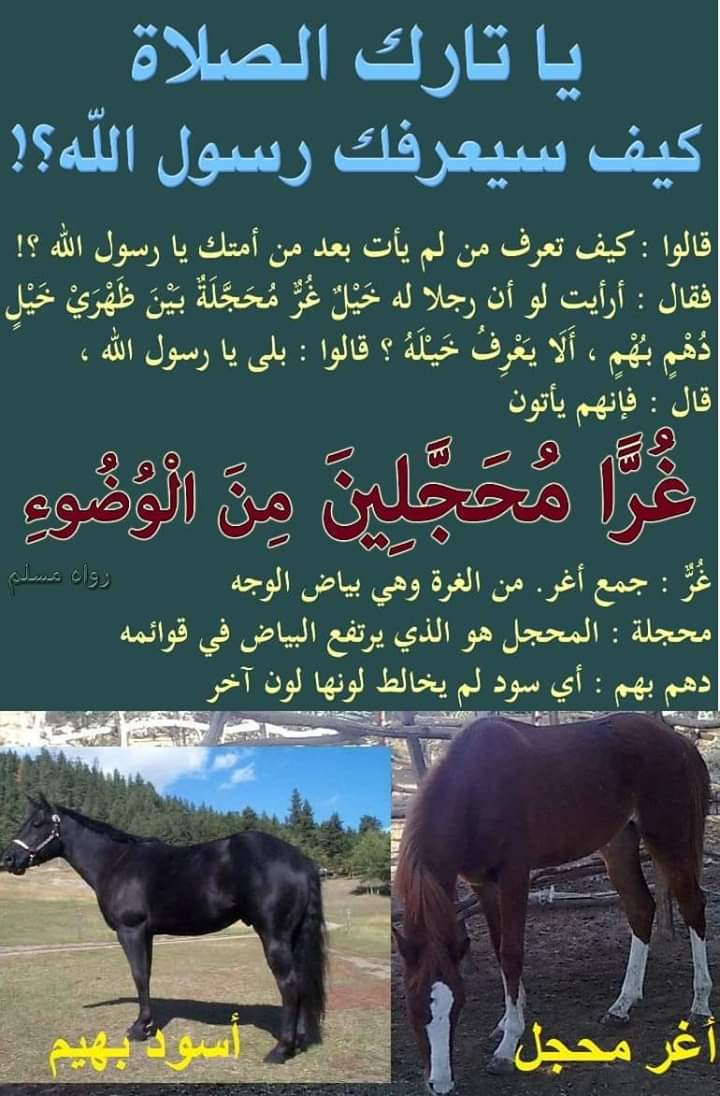 يا تارك الصلاة
كيف سيعرفك رسول الله؟!
قالوا : كيف تعرف من لم يأت بعد من أمتك يا رسول الله ؟!
فقال : أرأيت لو أن رجلا له خَيْلٌ غُرٌّ مُحَجَّلَةٌ بَيْنَ ظَهْرَيْ خَيْلٍ
دُهْمٍ بُهْمٍ ، أَلَا يَعْرِفُ خَيْلَهُ ؟ قالوا : بلى يا رسول الله ،
قال : فإنهم يأتون
غُرًّا مُحَجَّلِينَ مِنَ الْوُضُوءِ
رواه مسلم
غُرٌّ : جمع أغر. من الغرة وهي بياض الوجه
محجلة : المحجل هو الذي يرتفع البياض في قوائمه
دهم بهم : أي سود لم يخالط لونها لون آخر
أغر محجل
أسود بهيم